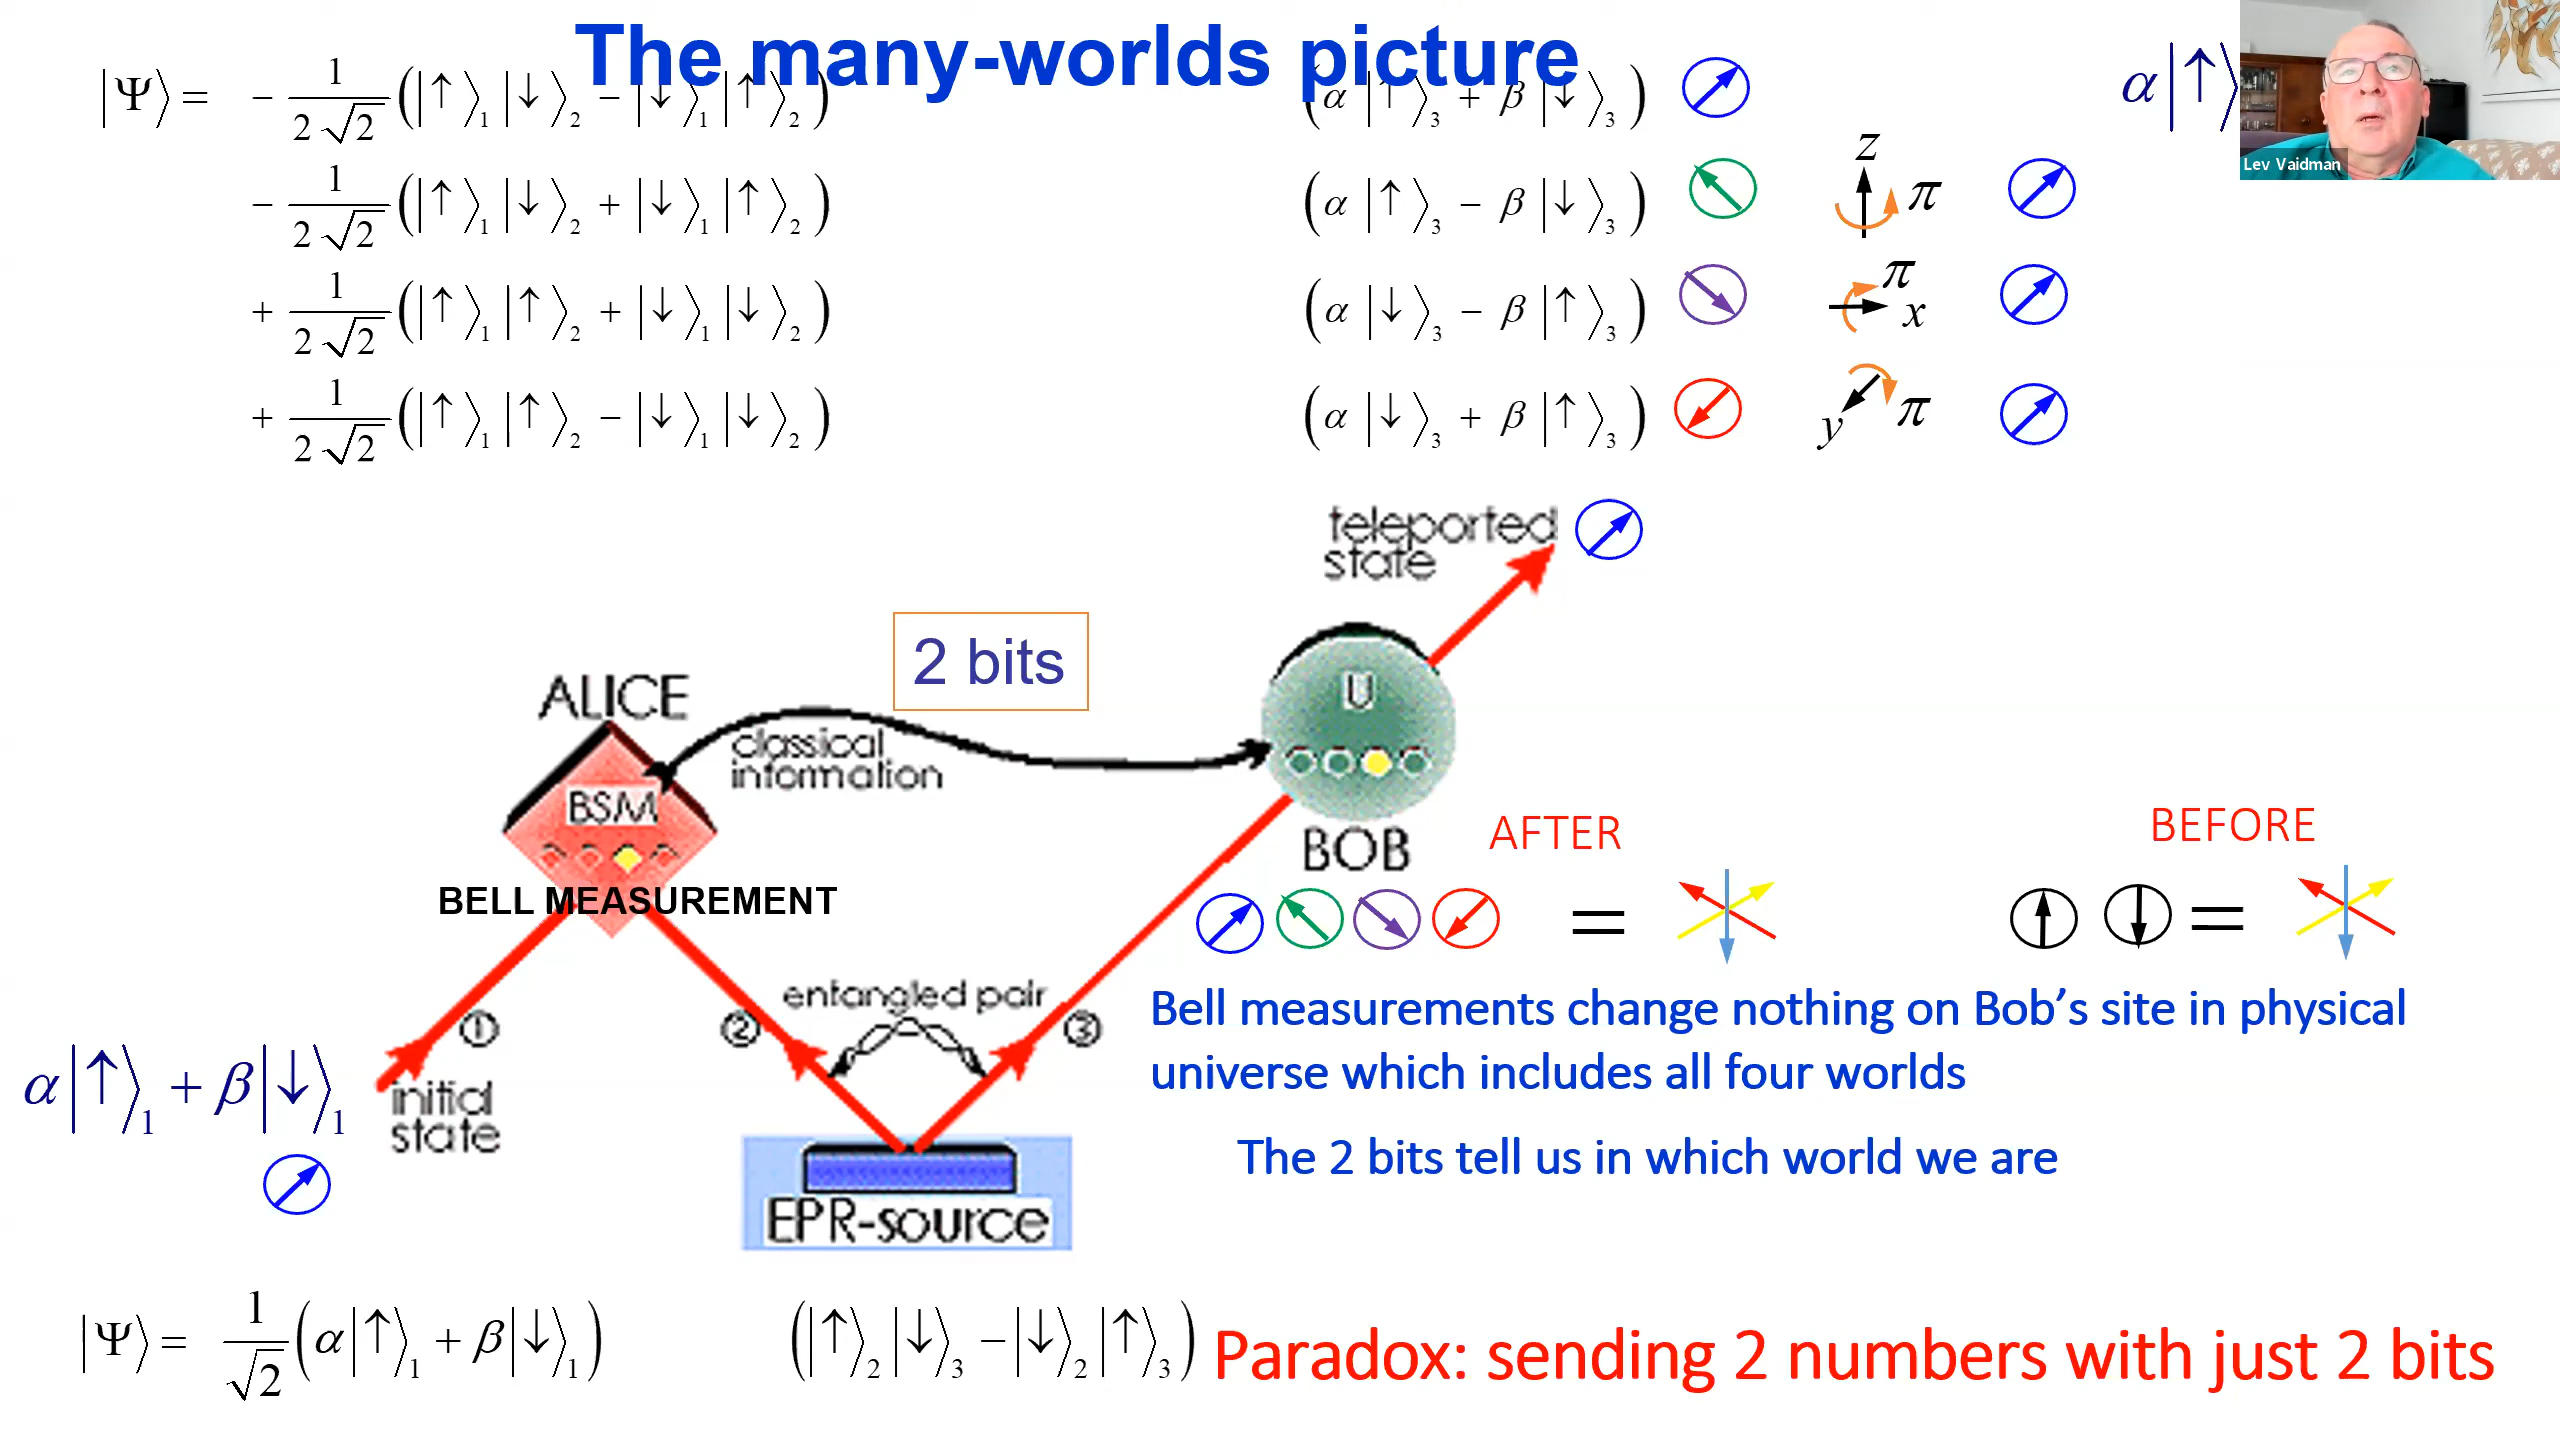 The many-worlds picture
|Ψ⟩ = − 1/(2√2) (|↑⟩₁|↓⟩₂ − |↓⟩₁|↑⟩₂) (α|↑⟩₃ + β|↓⟩₃) α|↑⟩
Lev Vaidman
− 1/(2√2) (|↑⟩₁|↓⟩₂ + |↓⟩₁|↑⟩₂) (α|↑⟩₃ − β|↓⟩₃) z π
+ 1/(2√2) (|↑⟩₁|↑⟩₂ + |↓⟩₁|↓⟩₂) (α|↓⟩₃ − β|↑⟩₃) π x
+ 1/(2√2) (|↑⟩₁|↑⟩₂ − |↓⟩₁|↓⟩₂) (α|↓⟩₃ + β|↑⟩₃) y π
teleported
state
2 bits
ALICE
U
classical
information
BSM
BOB
AFTER
BEFORE
BELL MEASUREMENT
=
=
entangled pair
1
2
3
Bell measurements change nothing on Bob’s site in physical
universe which includes all four worlds
α|↑⟩₁ + β|↓⟩₁
initial
state
The 2 bits tell us in which world we are
EPR-source
|Ψ⟩ = 1/√2 (α|↑⟩₁ + β|↓⟩₁) (|↑⟩₂|↓⟩₃ − |↓⟩₂|↑⟩₃)
Paradox: sending 2 numbers with just 2 bits